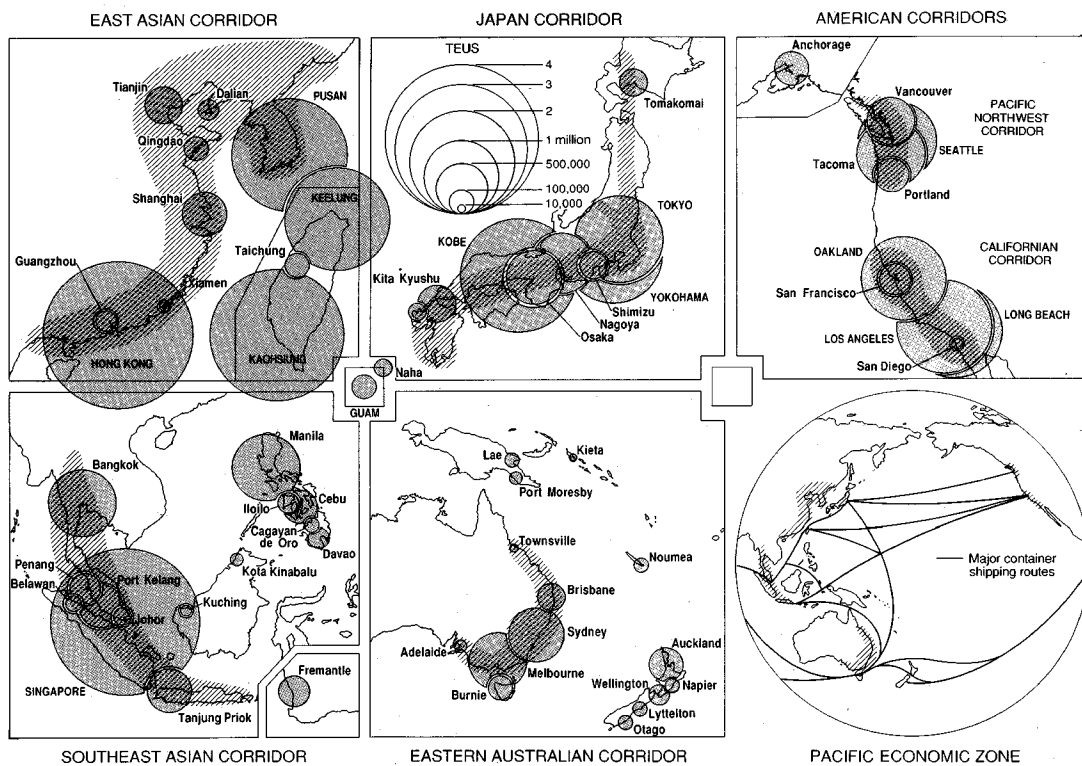 EAST ASIAN CORRIDOR
Tianjin
Dalian
PUSAN
Qingdao
Shanghai
KEELUNG
Taichung
Guangzhou
Xiamen
HONG KONG
KAOHSIUNG
JAPAN CORRIDOR
TEUS
4
3
2
1 million
500,000
100,000
10,000
Tomakomai
TOKYO
KOBE
Kita Kyushu
YOKOHAMA
Shimizu
Nagoya
Osaka
Naha
GUAM
AMERICAN CORRIDORS
Anchorage
Vancouver
PACIFIC
NORTHWEST
CORRIDOR
SEATTLE
Tacoma
Portland
OAKLAND
CALIFORNIAN
CORRIDOR
San Francisco
LONG BEACH
LOS ANGELES
San Diego
Manila
Bangkok
Cebu
Iloilo
Cagayan
de Oro
Davao
Penang
Port Kelang
Kota Kinabalu
Belawan
Kuching
Johor
SINGAPORE
Fremantle
Tanjung Priok
SOUTHEAST ASIAN CORRIDOR
Lae
Kieta
Port Moresby
Townsville
Noumea
Brisbane
Sydney
Adelaide
Auckland
Melbourne
Wellington
Napier
Burnie
Lyttelton
Otago
EASTERN AUSTRALIAN CORRIDOR
Major container
shipping routes
PACIFIC ECONOMIC ZONE